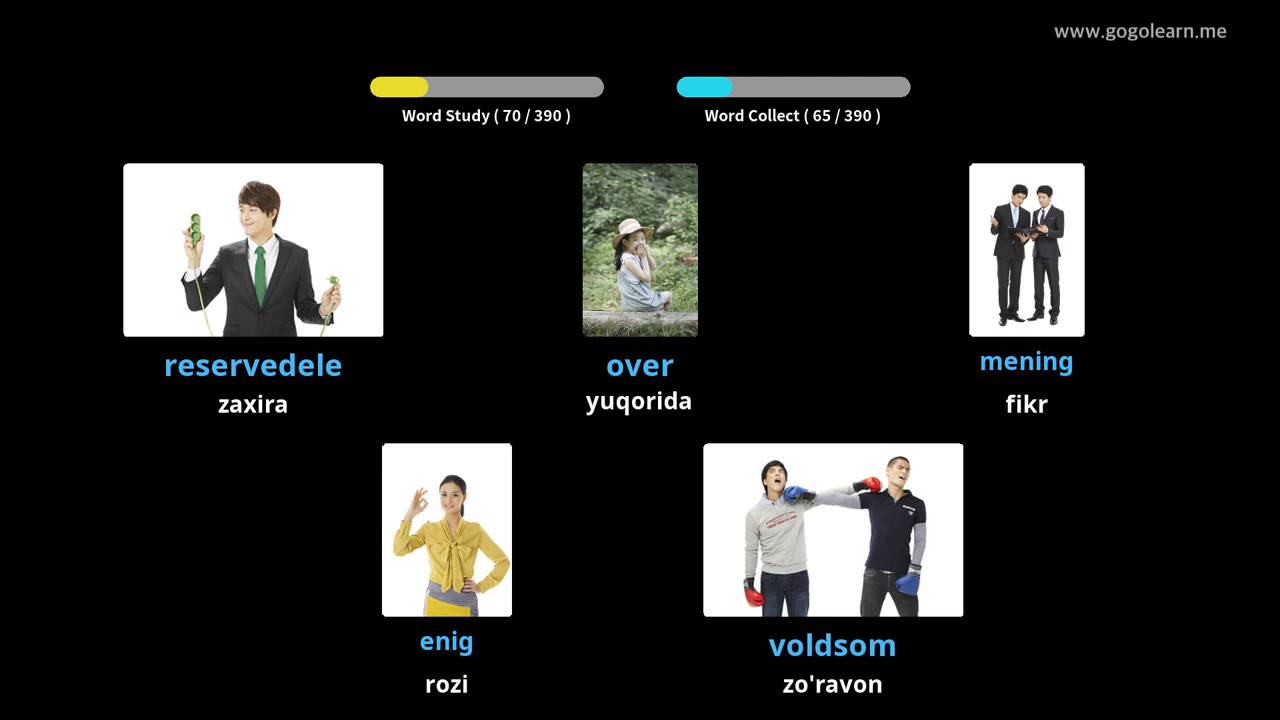 www.gogolearn.me
Word Study ( 70 / 390 )
Word Collect ( 65 / 390 )
reservedele
zaxira
over
yuqorida
mening
fikr
enig
rozi
voldsom
zo'ravon